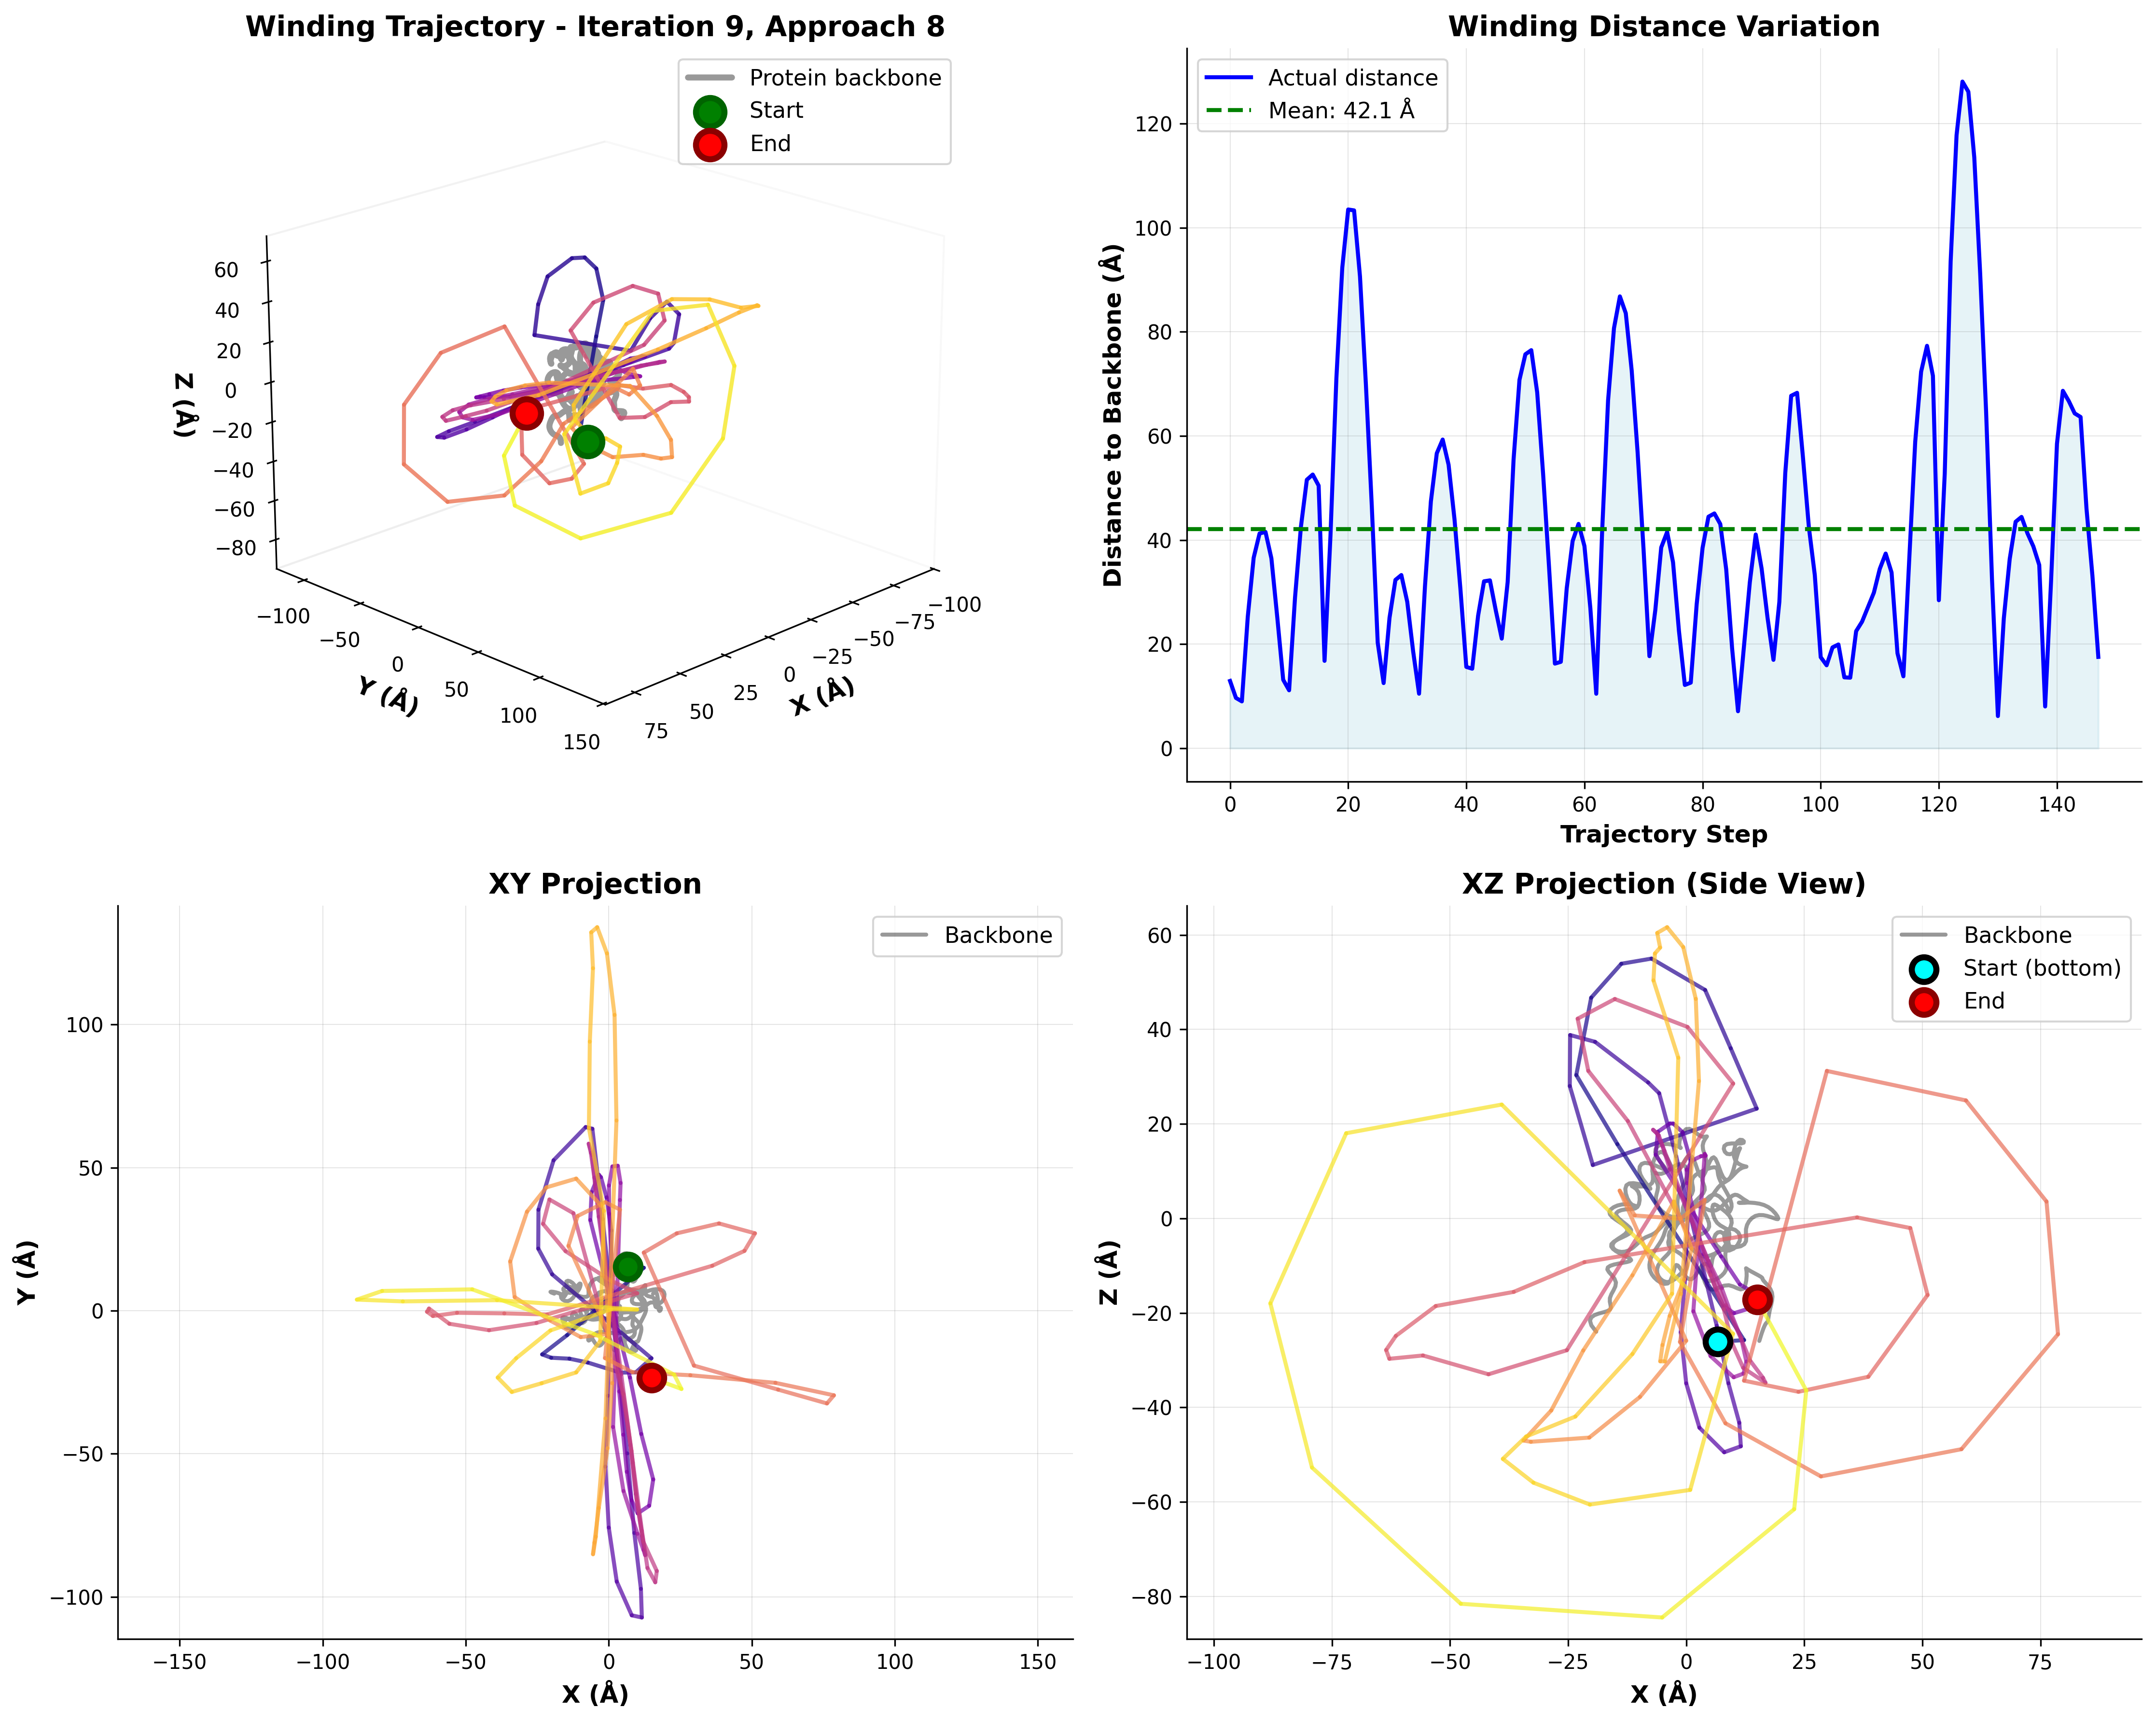 Winding Trajectory - Iteration 9, Approach 8
Protein backbone
Start
End
60
40
20
0
−20
−40
−60
−80
Z (Å)
−100
−50
0
50
100
150
Y (Å)
75
50
25
0
−25
−50
−75
−100
X (Å)
Winding Distance Variation
Actual distance
Mean: 42.1 Å
120
100
80
60
40
20
0
Distance to Backbone (Å)
0
20
40
60
80
100
120
140
Trajectory Step
XY Projection
Backbone
100
50
0
−50
−100
Y (Å)
−150
−100
−50
0
50
100
150
X (Å)
XZ Projection (Side View)
Backbone
Start (bottom)
End
60
40
20
0
−20
−40
−60
−80
Z (Å)
−100
−75
−50
−25
0
25
50
75
X (Å)